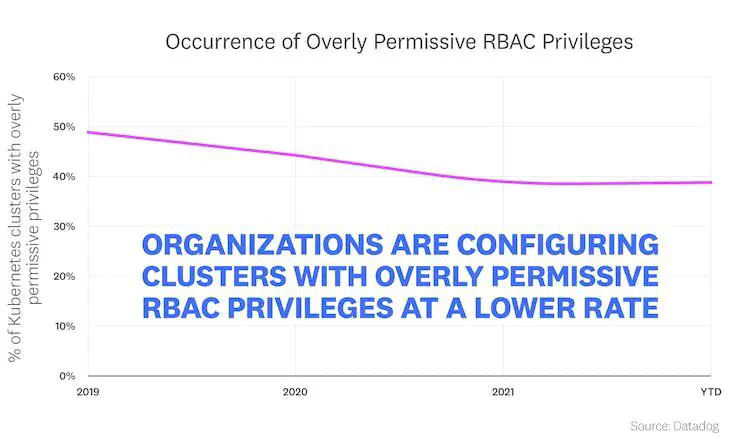 Occurrence of Overly Permissive RBAC Privileges
% of Kubernetes clusters with overly
permissive privileges
60%
50%
40%
30%
20%
10%
0%
ORGANIZATIONS ARE CONFIGURING
CLUSTERS WITH OVERLY PERMISSIVE
RBAC PRIVILEGES AT A LOWER RATE
2019
2020
2021
YTD
Source: Datadog